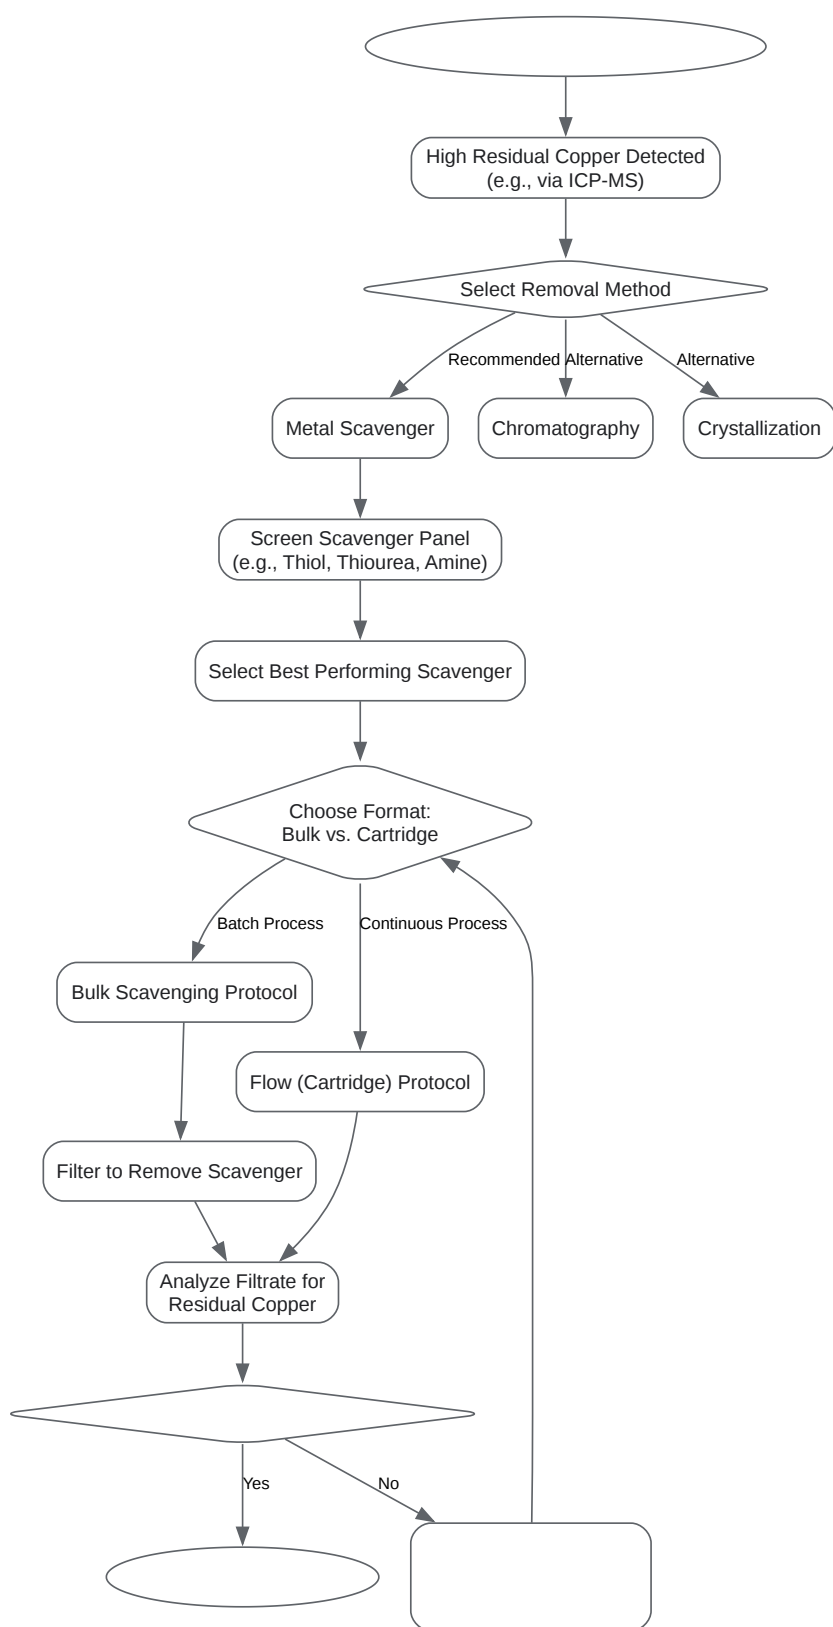 High Residual Copper Detected
(e.g., via ICP-MS)
Select Removal Method
Recommended
Alternative
Alternative
Metal Scavenger
Chromatography
Crystallization
Screen Scavenger Panel
(e.g., Thiol, Thiourea, Amine)
Select Best Performing Scavenger
Choose Format:
Bulk vs. Cartridge
Batch Process
Continuous Process
Bulk Scavenging Protocol
Flow (Cartridge) Protocol
Filter to Remove Scavenger
Analyze Filtrate for
Residual Copper
Yes
No